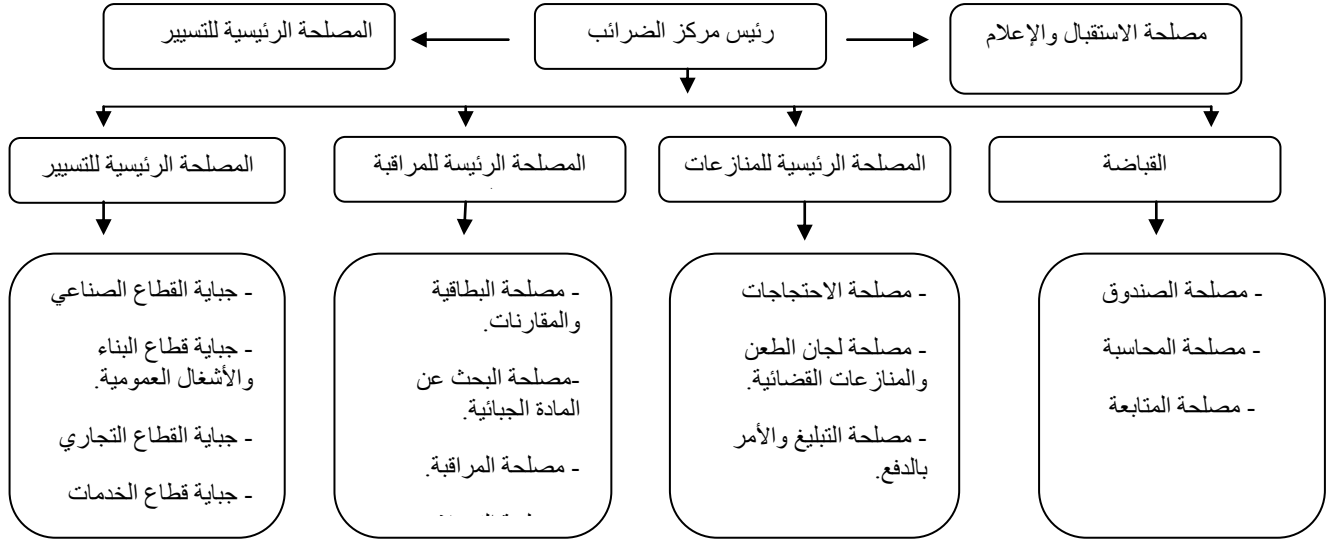 مصلحة الاستقبال والإعلام
رئيس مركز الضرائب
المصلحة الرئيسية للتسيير
القباضة
المصلحة الرئيسية للمنازعات
المصلحة الرئيسة للمراقبة
المصلحة الرئيسية للتسيير
- مصلحة الصندوق
- مصلحة المحاسبة
- مصلحة المتابعة
- مصلحة الاحتجاجات
- مصلحة لجان الطعن
والمنازعات القضائية.
- مصلحة التبليغ والأمر
بالدفع.
- مصلحة البطاقية
والمقارنات.
-مصلحة البحث عن
المادة الجبائية.
- مصلحة المراقبة.
- جباية القطاع الصناعي
- جباية قطاع البناء
والأشغال العمومية.
- جباية القطاع التجاري
- جباية قطاع الخدمات